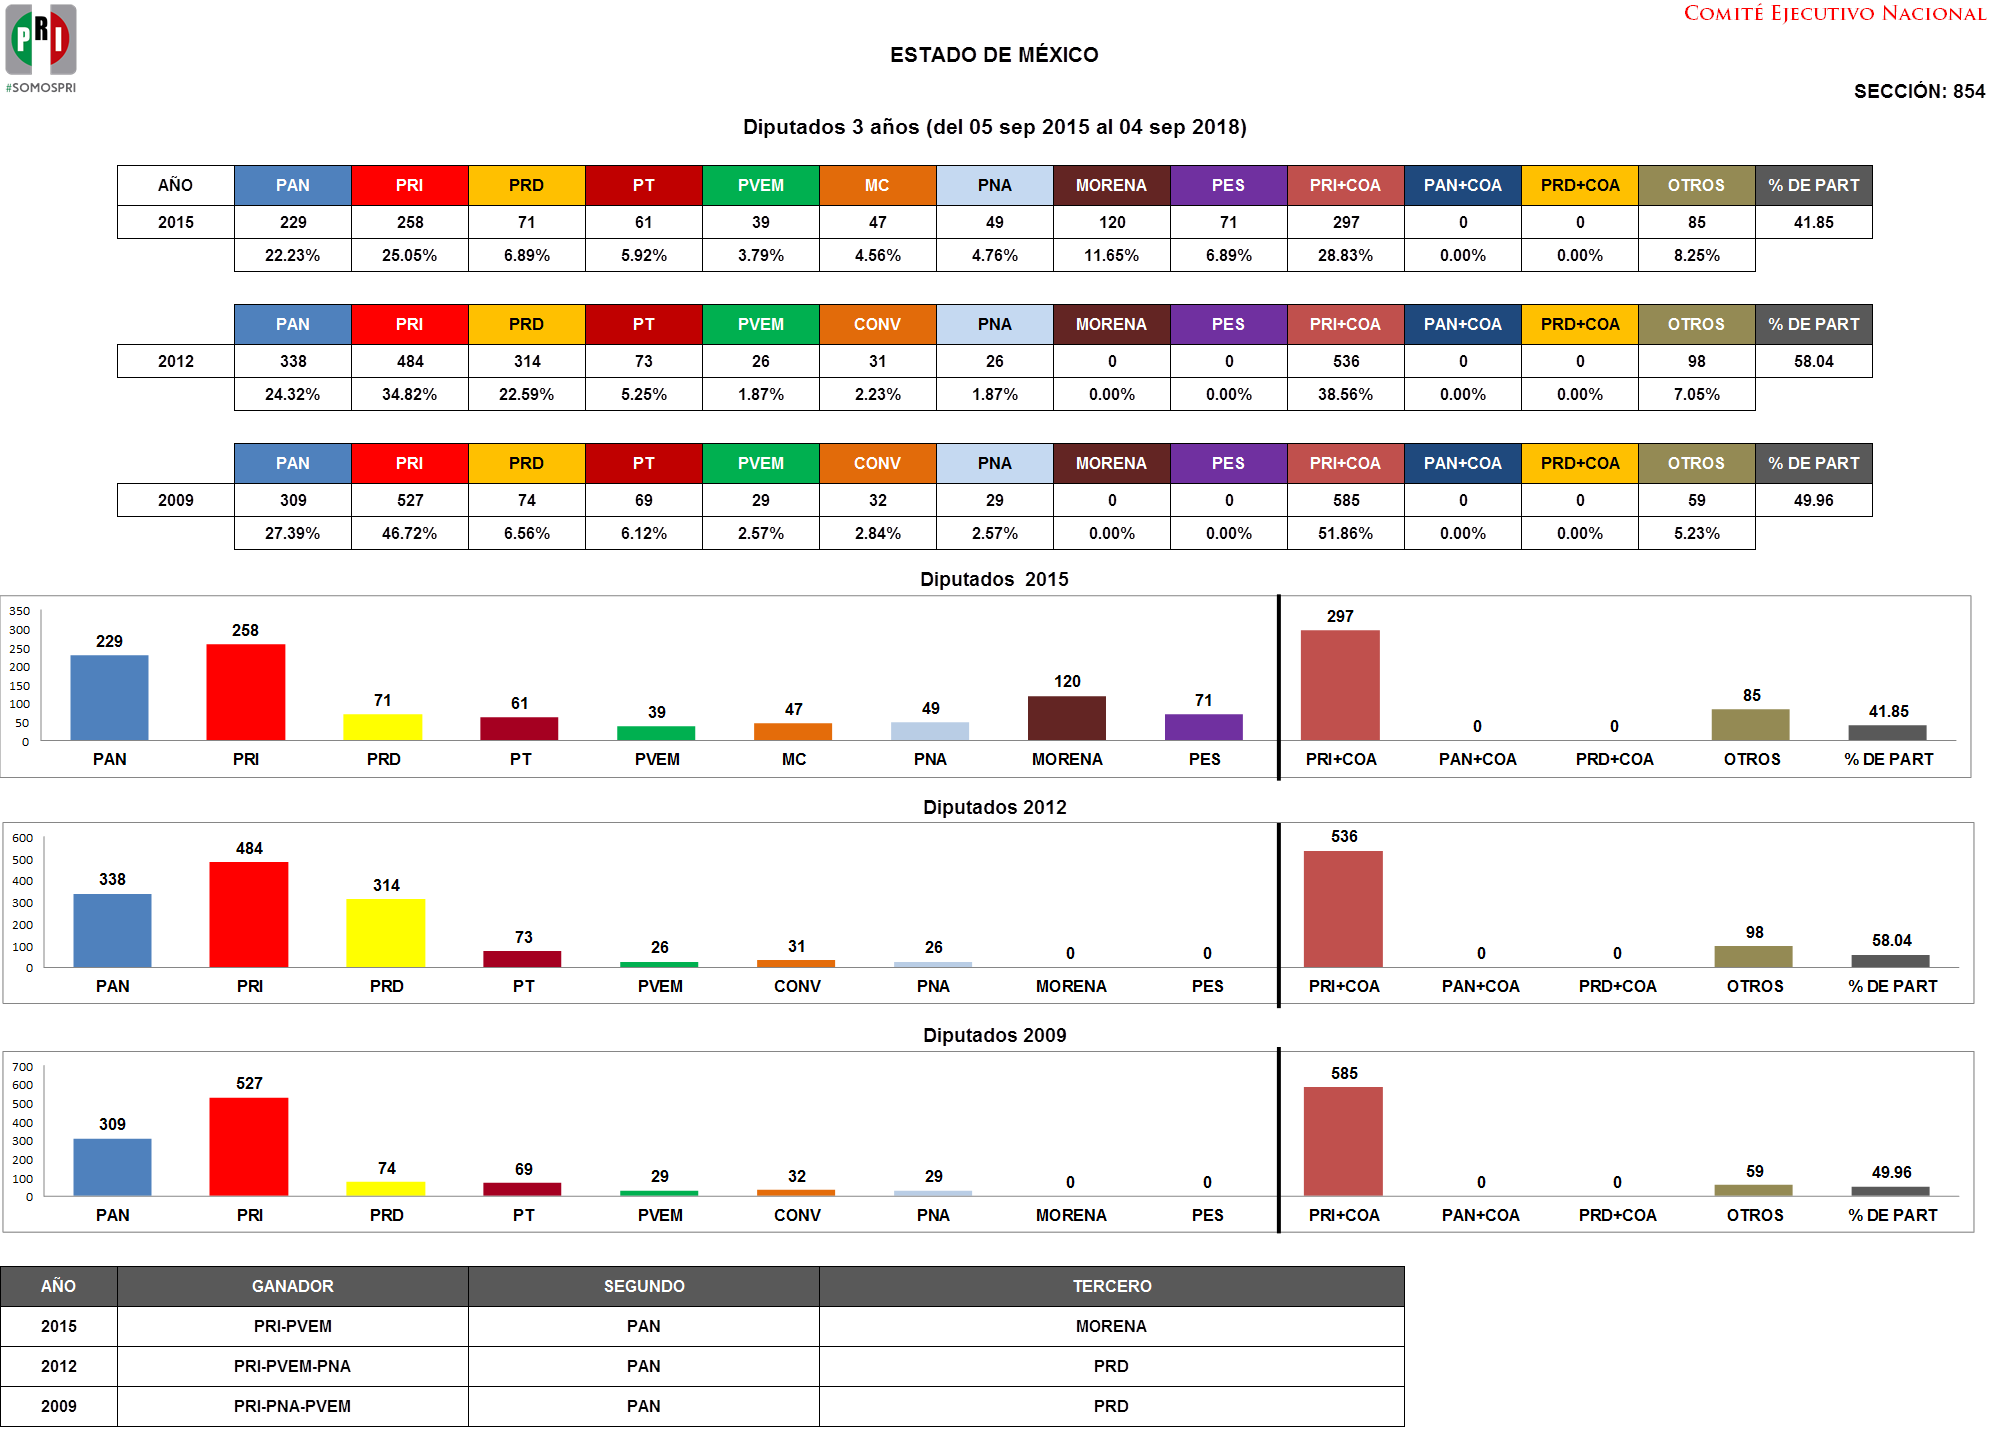 PRI
#SOMOSPRI
COMITÉ EJECUTIVO NACIONAL
ESTADO DE MÉXICO
SECCIÓN: 854
Diputados 3 años (del 05 sep 2015 al 04 sep 2018)
AÑO PAN PRI PRD PT PVEM MC PNA MORENA PES PRI+COA PAN+COA PRD+COA OTROS % DE PART
2015 229 258 71 61 39 47 49 120 71 297 0 0 85 41.85
22.23% 25.05% 6.89% 5.92% 3.79% 4.56% 4.76% 11.65% 6.89% 28.83% 0.00% 0.00% 8.25%
PAN PRI PRD PT PVEM CONV PNA MORENA PES PRI+COA PAN+COA PRD+COA OTROS % DE PART
2012 338 484 314 73 26 31 26 0 0 536 0 0 98 58.04
24.32% 34.82% 22.59% 5.25% 1.87% 2.23% 1.87% 0.00% 0.00% 38.56% 0.00% 0.00% 7.05%
PAN PRI PRD PT PVEM CONV PNA MORENA PES PRI+COA PAN+COA PRD+COA OTROS % DE PART
2009 309 527 74 69 29 32 29 0 0 585 0 0 59 49.96
27.39% 46.72% 6.56% 6.12% 2.57% 2.84% 2.57% 0.00% 0.00% 51.86% 0.00% 0.00% 5.23%
Diputados 2015
350
300
250
200
150
100
50
0
229 258 71 61 39 47 49 120 71 297 0 0 85 41.85
PAN PRI PRD PT PVEM MC PNA MORENA PES PRI+COA PAN+COA PRD+COA OTROS % DE PART
Diputados 2012
600
500
400
300
200
100
0
338 484 314 73 26 31 26 0 0 536 0 0 98 58.04
PAN PRI PRD PT PVEM CONV PNA MORENA PES PRI+COA PAN+COA PRD+COA OTROS % DE PART
Diputados 2009
700
600
500
400
300
200
100
0
309 527 74 69 29 32 29 0 0 585 0 0 59 49.96
PAN PRI PRD PT PVEM CONV PNA MORENA PES PRI+COA PAN+COA PRD+COA OTROS % DE PART
AÑO GANADOR SEGUNDO TERCERO
2015 PRI-PVEM PAN MORENA
2012 PRI-PVEM-PNA PAN PRD
2009 PRI-PNA-PVEM PAN PRD